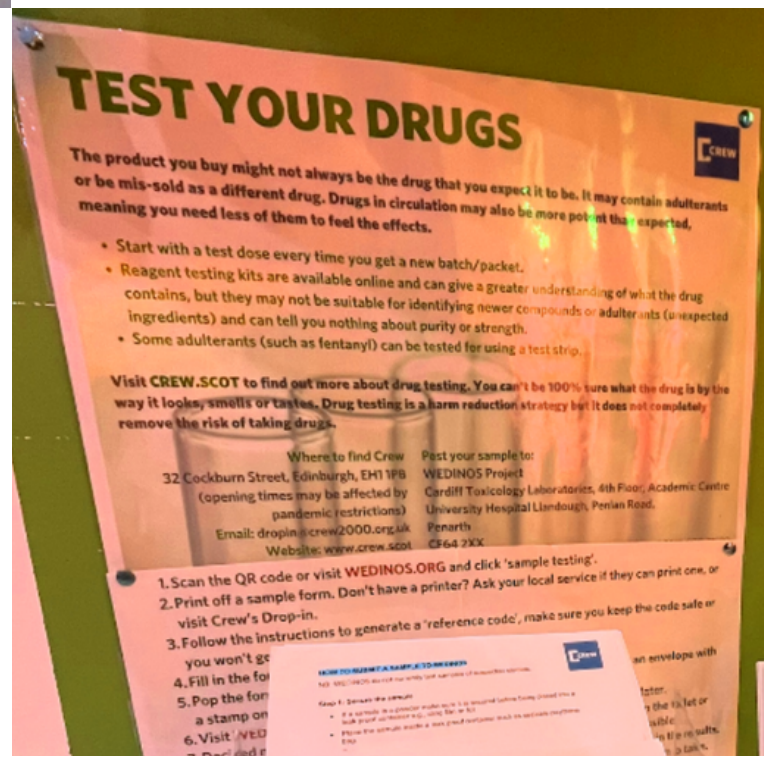 TEST YOUR DRUGS
CREW
The product you buy might not always be the drug that you expect it to be. It may contain adulterants
or be mis-sold as a different drug. Drugs in circulation may also be more potent than expected,
meaning you need less of them to feel the effects.
• Start with a test dose every time you get a new batch/packet.
• Reagent testing kits are available online and can give a greater understanding of what the drug
contains, but they may not be suitable for identifying newer compounds or adulterants (unexpected
ingredients) and can tell you nothing about purity or strength.
• Some adulterants (such as fentanyl) can be tested for using a test strip.
Visit CREW.SCOT to find out more about drug testing. You can't be 100% sure what the drug is by the
way it looks, smells or tastes. Drug testing is a harm reduction strategy but it does not completely
remove the risk of taking drugs.
Where to find Crew
32 Cockburn Street, Edinburgh, EH1 1PB
(opening times may be affected by
pandemic restrictions)
Email: dropin@crew2000.org.uk
Website: www.crew.scot
Post your sample to:
WEDINOS Project
Cardiff Toxicology Laboratories, 4th Floor, Academic Centre
University Hospital Llandough, Penlan Road,
Penarth
CF64 2XX
1. Scan the QR code or visit WEDINOS.ORG and click 'sample testing'.
2. Print off a sample form. Don't have a printer? Ask your local service if they can print one, or
visit Crew's Drop-in.
3. Follow the instructions to generate a 'reference code', make sure you keep the code safe or
you won't
4. Fill in the
an envelope with
5. Pop the
a stamp on
6. Visit
CREW
HOW TO SUBMIT A SAMPLE TO WEDINOS
Step 1: Secure the sample